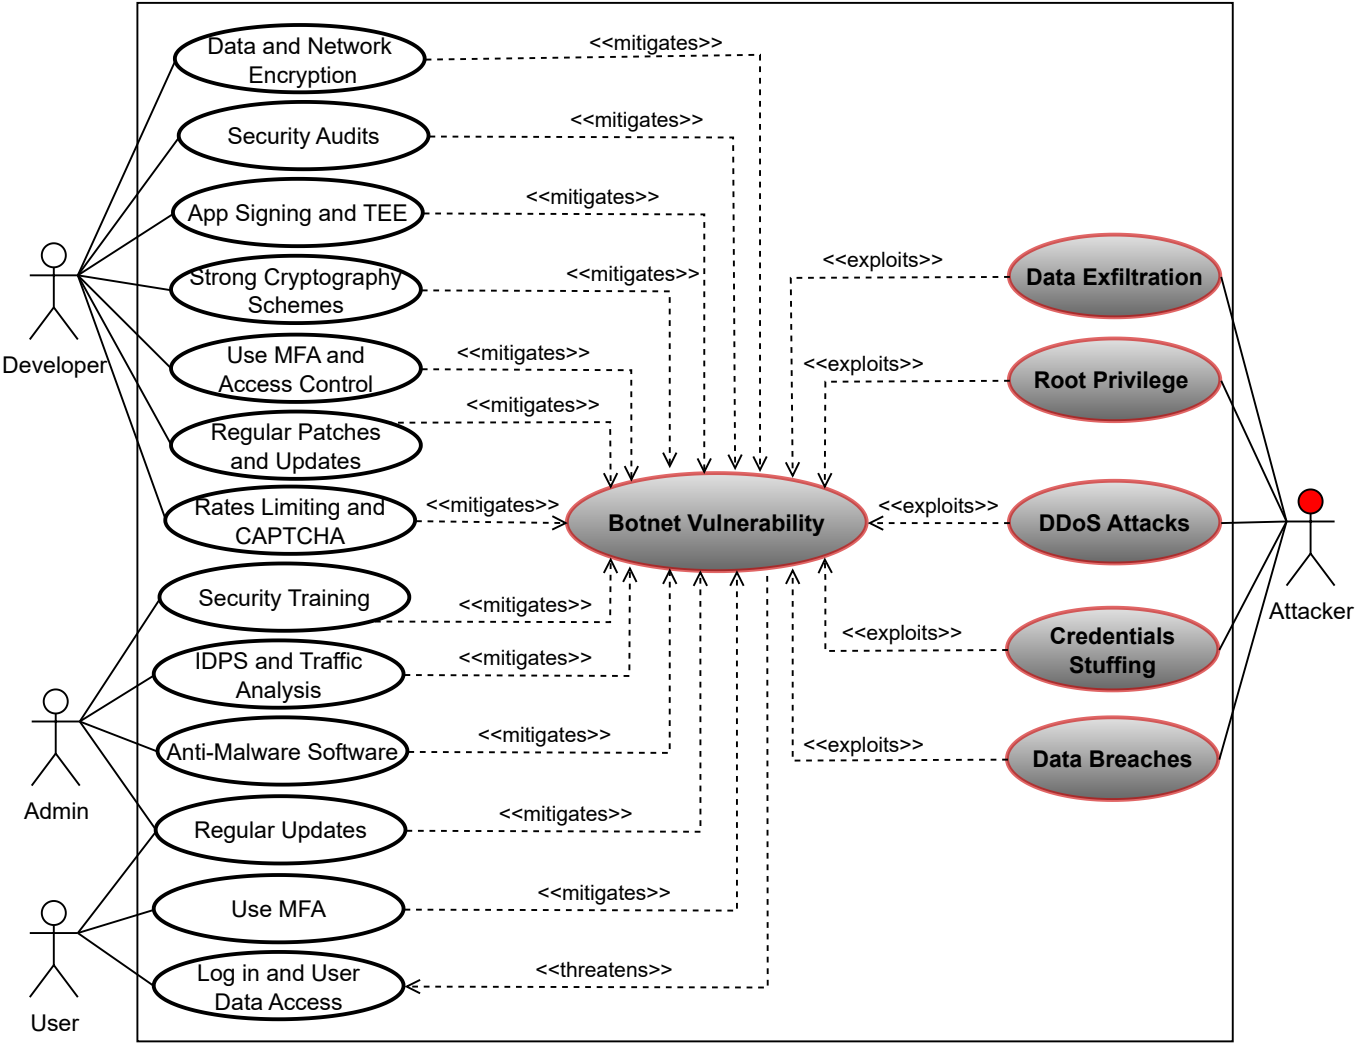 Data and Network
Encryption
<<mitigates>>
Security Audits
<<mitigates>>
App Signing and TEE
<<mitigates>>
Strong Cryptography
Schemes
<<mitigates>>
Use MFA and
Access Control
<<mitigates>>
Regular Patches
and Updates
<<mitigates>>
Rates Limiting and
CAPTCHA
<<mitigates>>
Developer
Security Training
<<mitigates>>
IDPS and Traffic
Analysis
<<mitigates>>
Anti-Malware Software
<<mitigates>>
Admin
Regular Updates
<<mitigates>>
Use MFA
<<mitigates>>
Log in and User
Data Access
<<threatens>>
User
Botnet Vulnerability
<<exploits>>
Data Exfiltration
<<exploits>>
Root Privilege
<<exploits>>
DDoS Attacks
<<exploits>>
Credentials
Stuffing
<<exploits>>
Data Breaches
Attacker